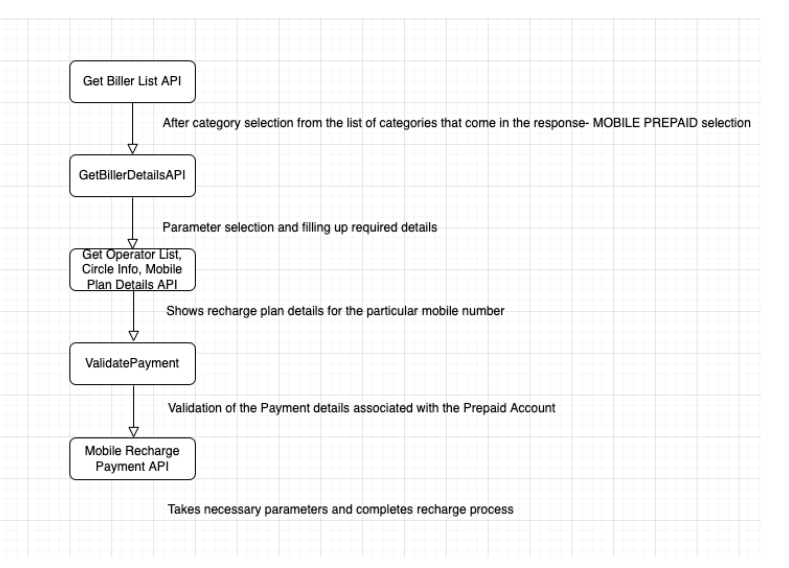 Get Biller List API
After category selection from the list of categories that come in the response- MOBILE PREPAID selection
GetBillerDetailsAPI
Parameter selection and filling up required details
Get Operator List,
Circle Info, Mobile
Plan Details API
Shows recharge plan details for the particular mobile number
ValidatePayment
Validation of the Payment details associated with the Prepaid Account
Mobile Recharge
Payment API
Takes necessary parameters and completes recharge process